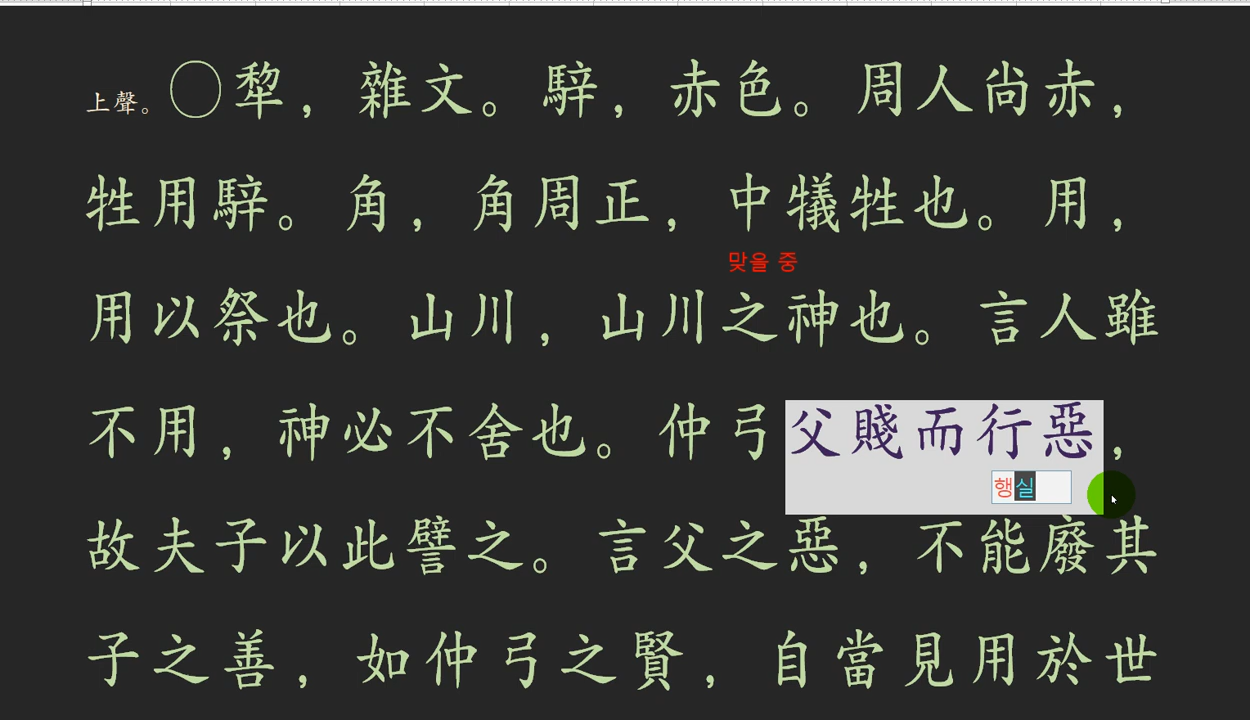 上聲。◯犂，雜文。騂，赤色。周人尚赤，
牲用騂。角，角周正，中犧牲也。用，
맞을 중
用以祭也。山川，山川之神也。言人雖
不用，神必不舍也。仲弓父賤而行惡，
행실
故夫子以此譬之。言父之惡，不能廢其
子之善，如仲弓之賢，自當見用於世